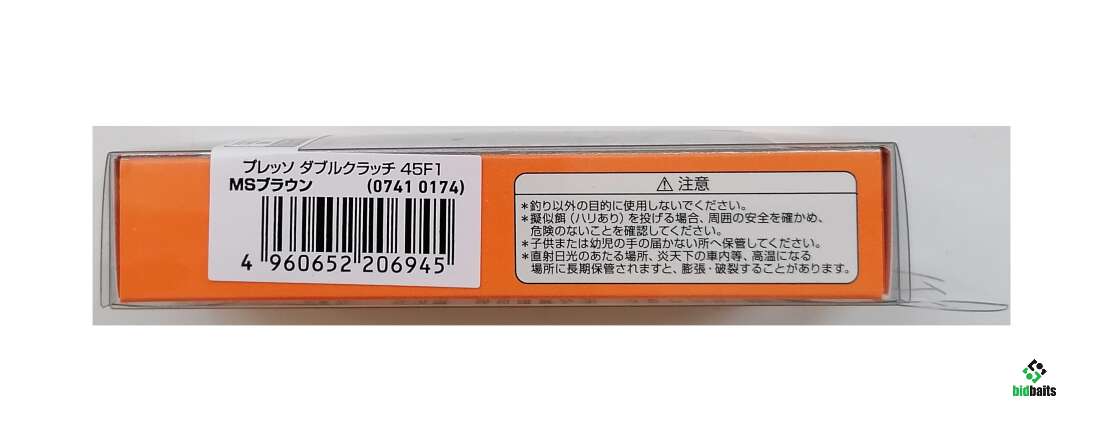 プレッソ ダブルクラッチ 45F1
MSブラウン (0741 0174)
4 960652 206945
⚠ 注意
*釣り以外の目的に使用しないでください。
*擬似餌(ハリあり)を投げる場合、周囲の安全を確かめ、
危険のないことを確認してください。
*子供または幼児の手の届かない所へ保管してください。
*直射日光のあたる場所、炎天下の車内等、高温になる
場所に長期保管されますと、膨張・破裂することがあります。
bidbaits